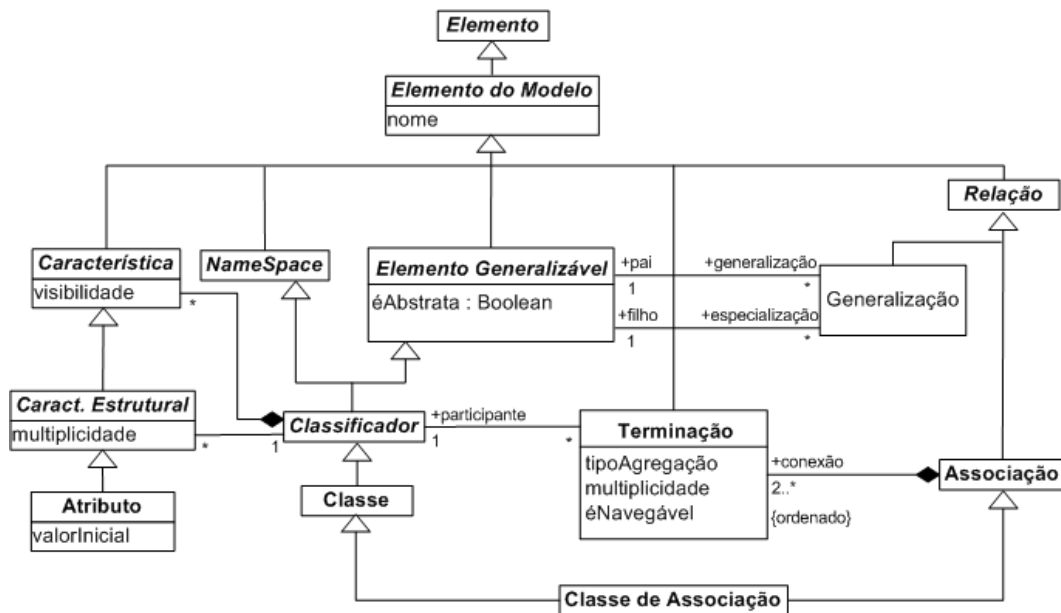 Elemento
Elemento do Modelo
nome
Relação
Característica
visibilidade
NameSpace
Elemento Generalizável
éAbstrata : Boolean
+pai
1
+generalização
*
+filho
1
+especialização
*
Generalização
*
Caract. Estrutural
multiplicidade
*
1
Classificador
+participante
1
*
Terminação
tipoAgregação
multiplicidade
éNavegável
+conexão
2..*
{ordenado}
Associação
Atributo
valorInicial
Classe
Classe de Associação